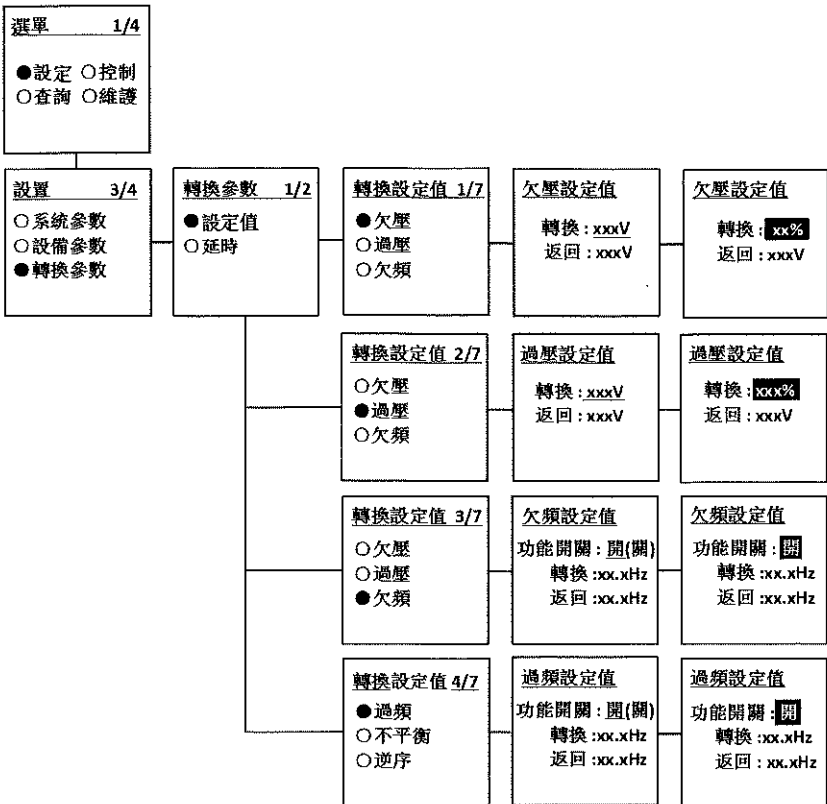 選單 1/4
●設定 ○控制
○查詢 ○維護
設置 3/4
○系統參數
○設備參數
●轉換參數
轉換參數 1/2
●設定值
○延時
轉換設定值 1/7
●欠壓
○過壓
○欠頻
欠壓設定值
轉換：xxxV
返回：xxxV
欠壓設定值
轉換：xx%
返回：xxxV
轉換設定值 2/7
○欠壓
●過壓
○欠頻
過壓設定值
轉換：xxxV
返回：xxxV
過壓設定值
轉換：xxx%
返回：xxxV
轉換設定值 3/7
○欠壓
○過壓
●欠頻
欠頻設定值
功能開關：開(關)
轉換:xx.xHz
返回:xx.xHz
欠頻設定值
功能開關：開
轉換:xx.xHz
返回:xx.xHz
轉換設定值 4/7
●過頻
○不平衡
○逆序
過頻設定值
功能開關：開(關)
轉換:xx.xHz
返回:xx.xHz
過頻設定值
功能開關：開
轉換:xx.xHz
返回：xx.xHz